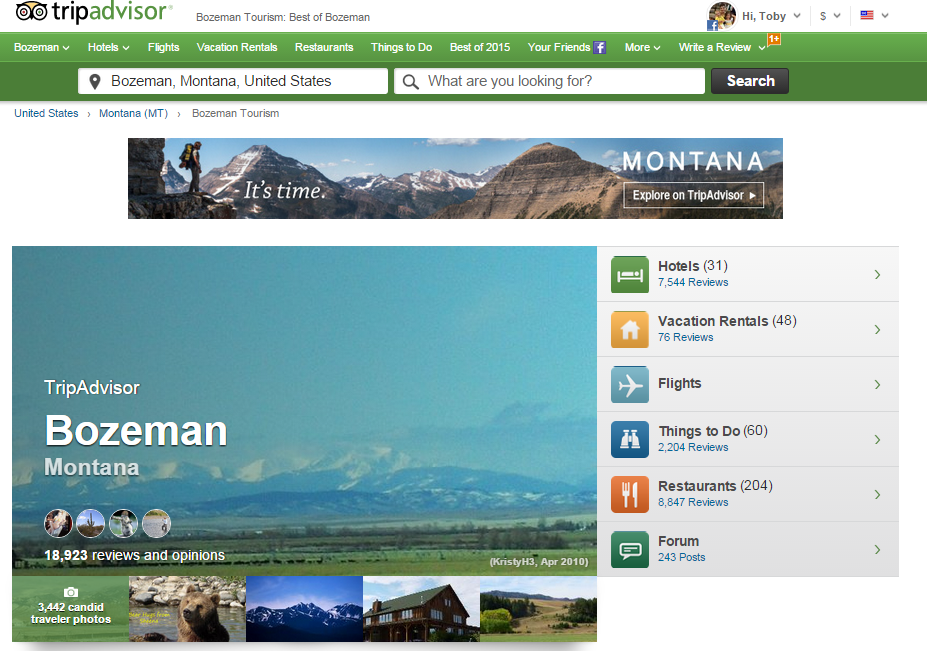 tripadvisor®
Bozeman Tourism: Best of Bozeman
Hi, Toby
$
Bozeman Hotels Flights Vacation Rentals Restaurants Things to Do Best of 2015 Your Friends f More Write a Review 1+
Bozeman, Montana, United States What are you looking for? Search
United States › Montana (MT) › Bozeman Tourism
It's time.
MONTANA
Explore on TripAdvisor
TripAdvisor
Bozeman
Montana
18,923 reviews and opinions
(KristyH3, Apr 2010)
3,442 candid
traveler photos
Hotels (31)
7,544 Reviews
Vacation Rentals (48)
76 Reviews
Flights
Things to Do (60)
2,204 Reviews
Restaurants (204)
8,847 Reviews
Forum
243 Posts